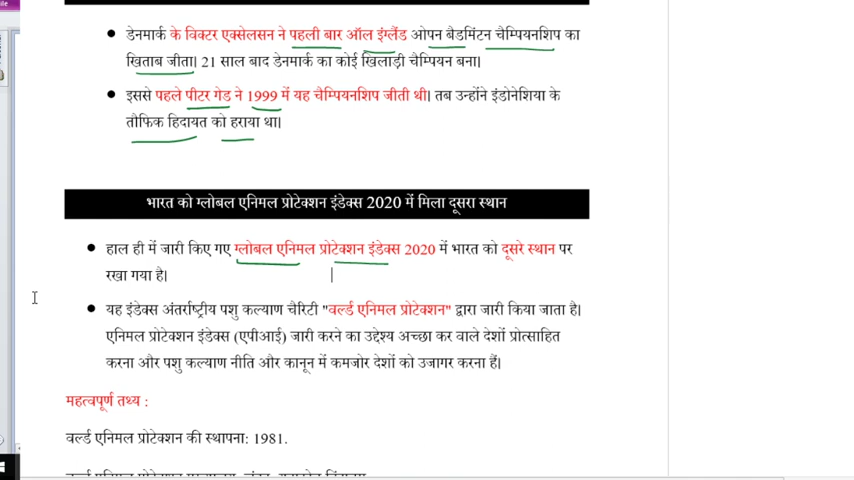 डेनमार्क के विक्टर एक्सेलसन ने पहली बार ऑल इंग्लैंड ओपन बैडमिंटन चैम्पियनशिप का
खिताब जीता। 21 साल बाद डेनमार्क का कोई खिलाड़ी चैम्पियन बना।
इससे पहले पीटर गेड ने 1999 में यह चैम्पियनशिप जीती थी। तब उन्होंने इंडोनेशिया के
तौफिक हिदायत को हराया था।
भारत को ग्लोबल एनिमल प्रोटेक्शन इंडेक्स 2020 में मिला दूसरा स्थान
हाल ही में जारी किए गए ग्लोबल एनिमल प्रोटेक्शन इंडेक्स 2020 में भारत को दूसरे स्थान पर
रखा गया है।
यह इंडेक्स अंतर्राष्ट्रीय पशु कल्याण चैरिटी "वर्ल्ड एनिमल प्रोटेक्शन" द्वारा जारी किया जाता है।
एनिमल प्रोटेक्शन इंडेक्स (एपीआई) जारी करने का उद्देश्य अच्छा कर वाले देशों प्रोत्साहित
करना और पशु कल्याण नीति और कानून में कमजोर देशों को उजागर करना हैं।
महत्वपूर्ण तथ्य :
वर्ल्ड एनिमल प्रोटेक्शन की स्थापना: 1981.